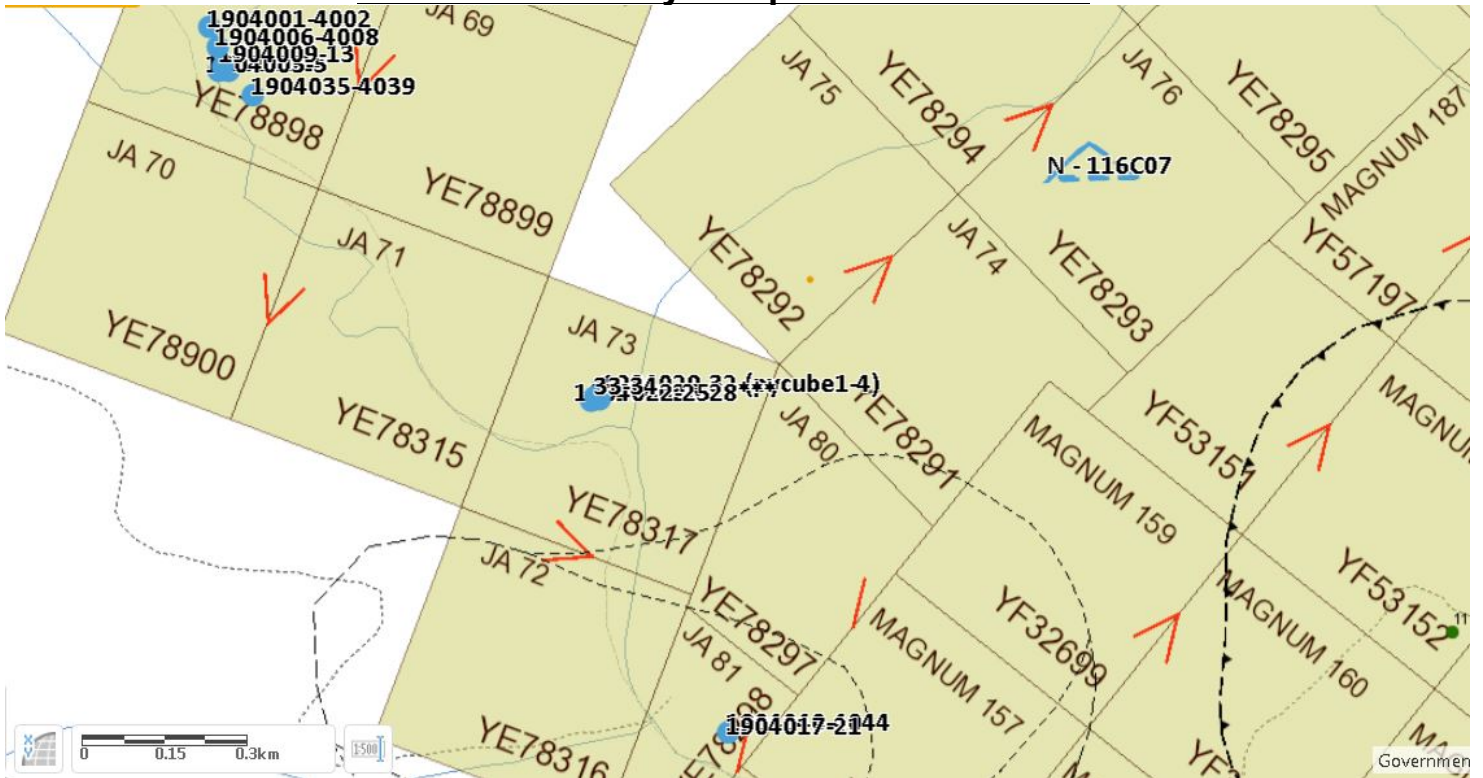 1904001-4002
JA 69
1904006-4008
1904009-13
1904035-4039
YE78898
JA 75
YE78294
JA 76
YE78295
MAGNUM 187
N - 116C07
JA 70
YE78899
JA 71
YE78292
JA 74
YE78293
YF57197
YE78900
JA 73
YE78315
JA 80
YE78291
YF53151
MAGNUM 159
YE78317
JA 72
YE78297
YF32699
YF53152
11
MAGNUM 160
JA 81
MAGNUM 157
1904017-21
YE78316
0 0.15 0.3km
1:500
Governmen